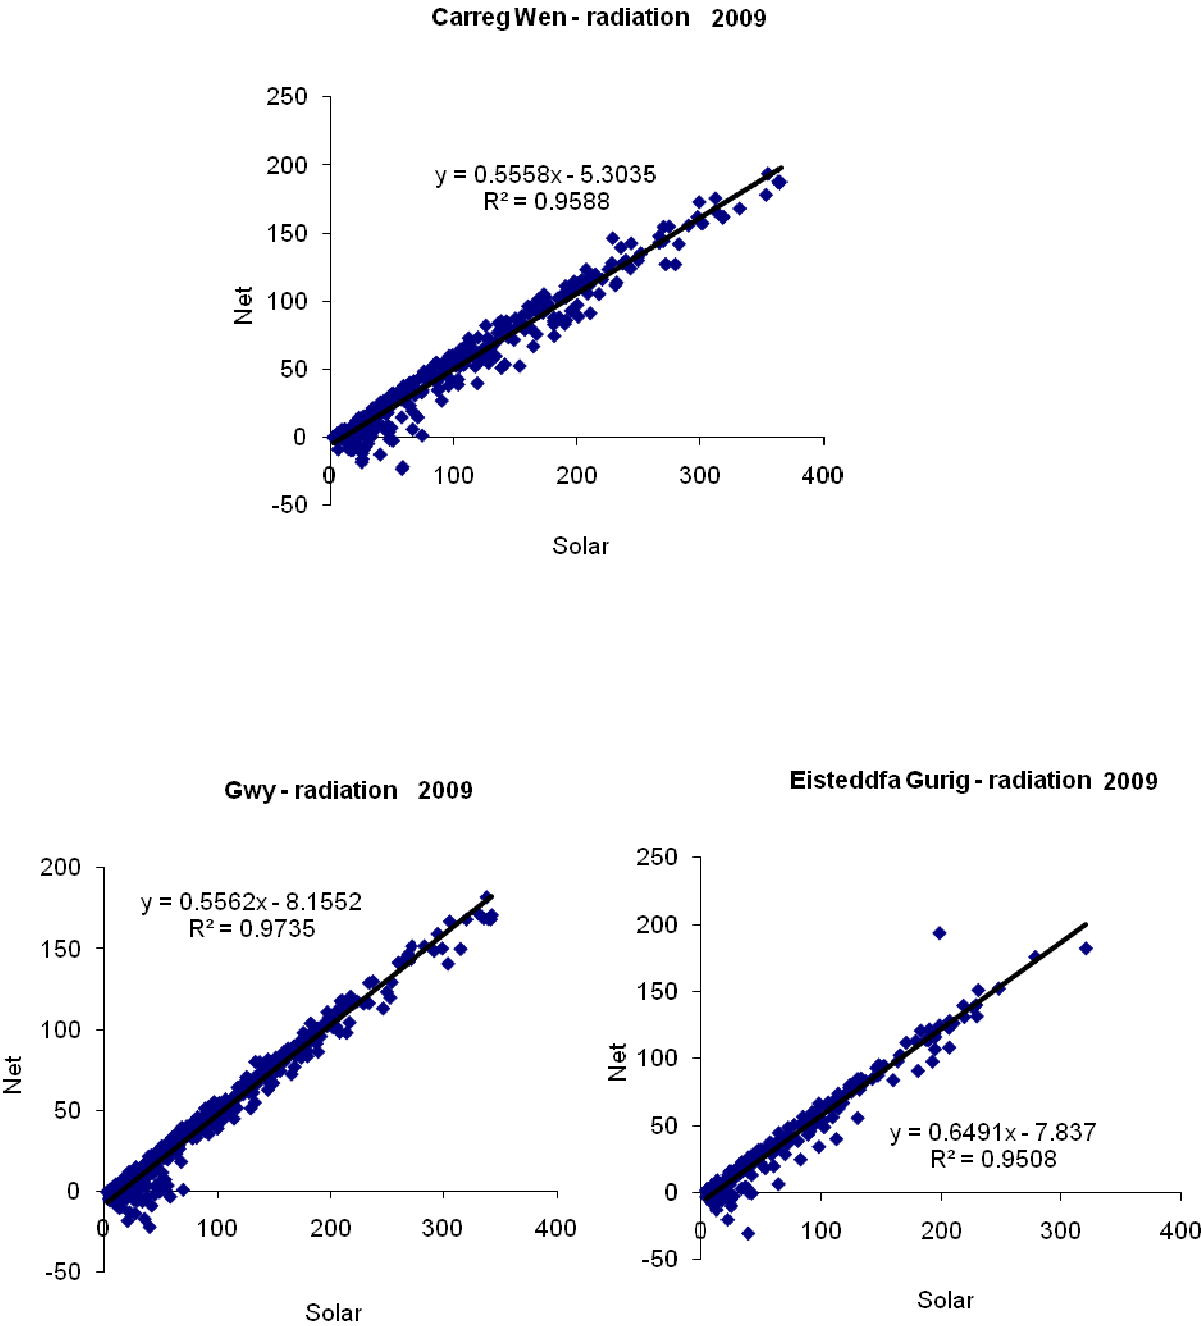 Carreg Wen - radiation 2009
250
200
150
100
50
0
-50
y = 0.5558x - 5.3035
R² = 0.9588
Net
0 100 200 300 400
Solar
Gwy - radiation 2009
200
150
100
50
0
-50
y = 0.5562x - 8.1552
R² = 0.9735
Net
0 100 200 300 400
Solar
Eisteddfa Gurig - radiation 2009
250
200
150
100
50
0
-50
y = 0.6491x - 7.837
R² = 0.9508
Net
0 100 200 300 400
Solar